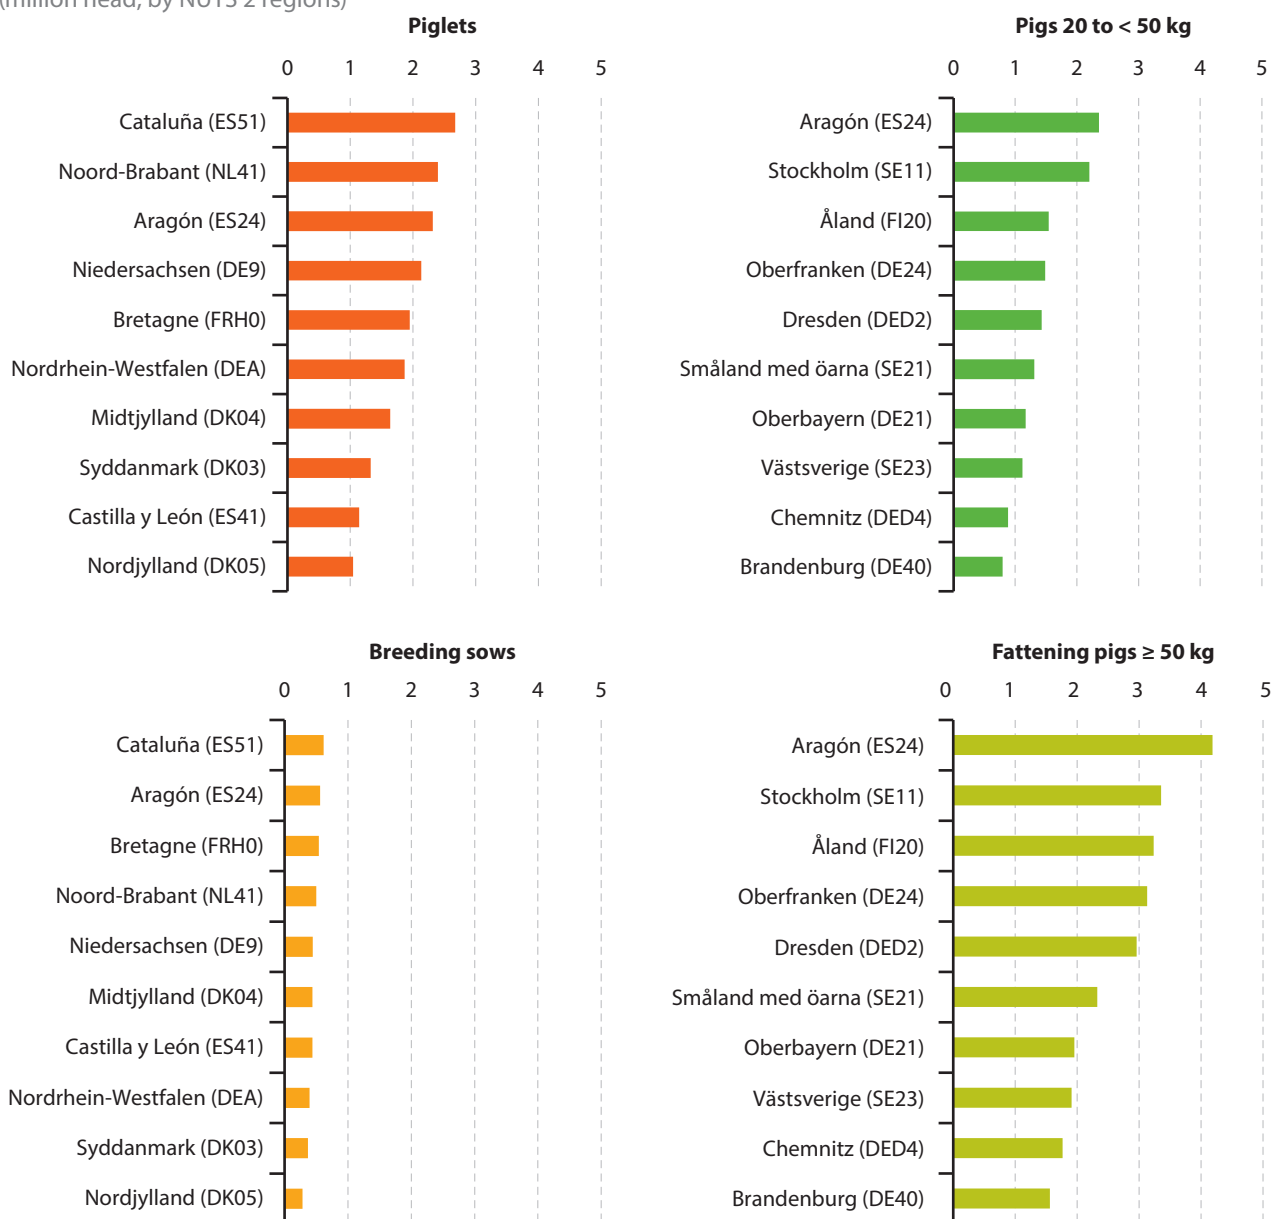 (million head, by NUTS 2 regions)
Piglets
0 1 2 3 4 5
Cataluña (ES51)
Noord-Brabant (NL41)
Aragón (ES24)
Niedersachsen (DE9)
Bretagne (FRH0)
Nordrhein-Westfalen (DEA)
Midtjylland (DK04)
Syddanmark (DK03)
Castilla y León (ES41)
Nordjylland (DK05)
Pigs 20 to < 50 kg
0 1 2 3 4 5
Aragón (ES24)
Stockholm (SE11)
Åland (FI20)
Oberfranken (DE24)
Dresden (DED2)
Småland med öarna (SE21)
Oberbayern (DE21)
Västsverige (SE23)
Chemnitz (DED4)
Brandenburg (DE40)
Breeding sows
0 1 2 3 4 5
Cataluña (ES51)
Aragón (ES24)
Bretagne (FRH0)
Noord-Brabant (NL41)
Niedersachsen (DE9)
Midtjylland (DK04)
Castilla y León (ES41)
Nordrhein-Westfalen (DEA)
Syddanmark (DK03)
Nordjylland (DK05)
Fattening pigs ≥ 50 kg
0 1 2 3 4 5
Aragón (ES24)
Stockholm (SE11)
Åland (FI20)
Oberfranken (DE24)
Dresden (DED2)
Småland med öarna (SE21)
Oberbayern (DE21)
Västsverige (SE23)
Chemnitz (DED4)
Brandenburg (DE40)